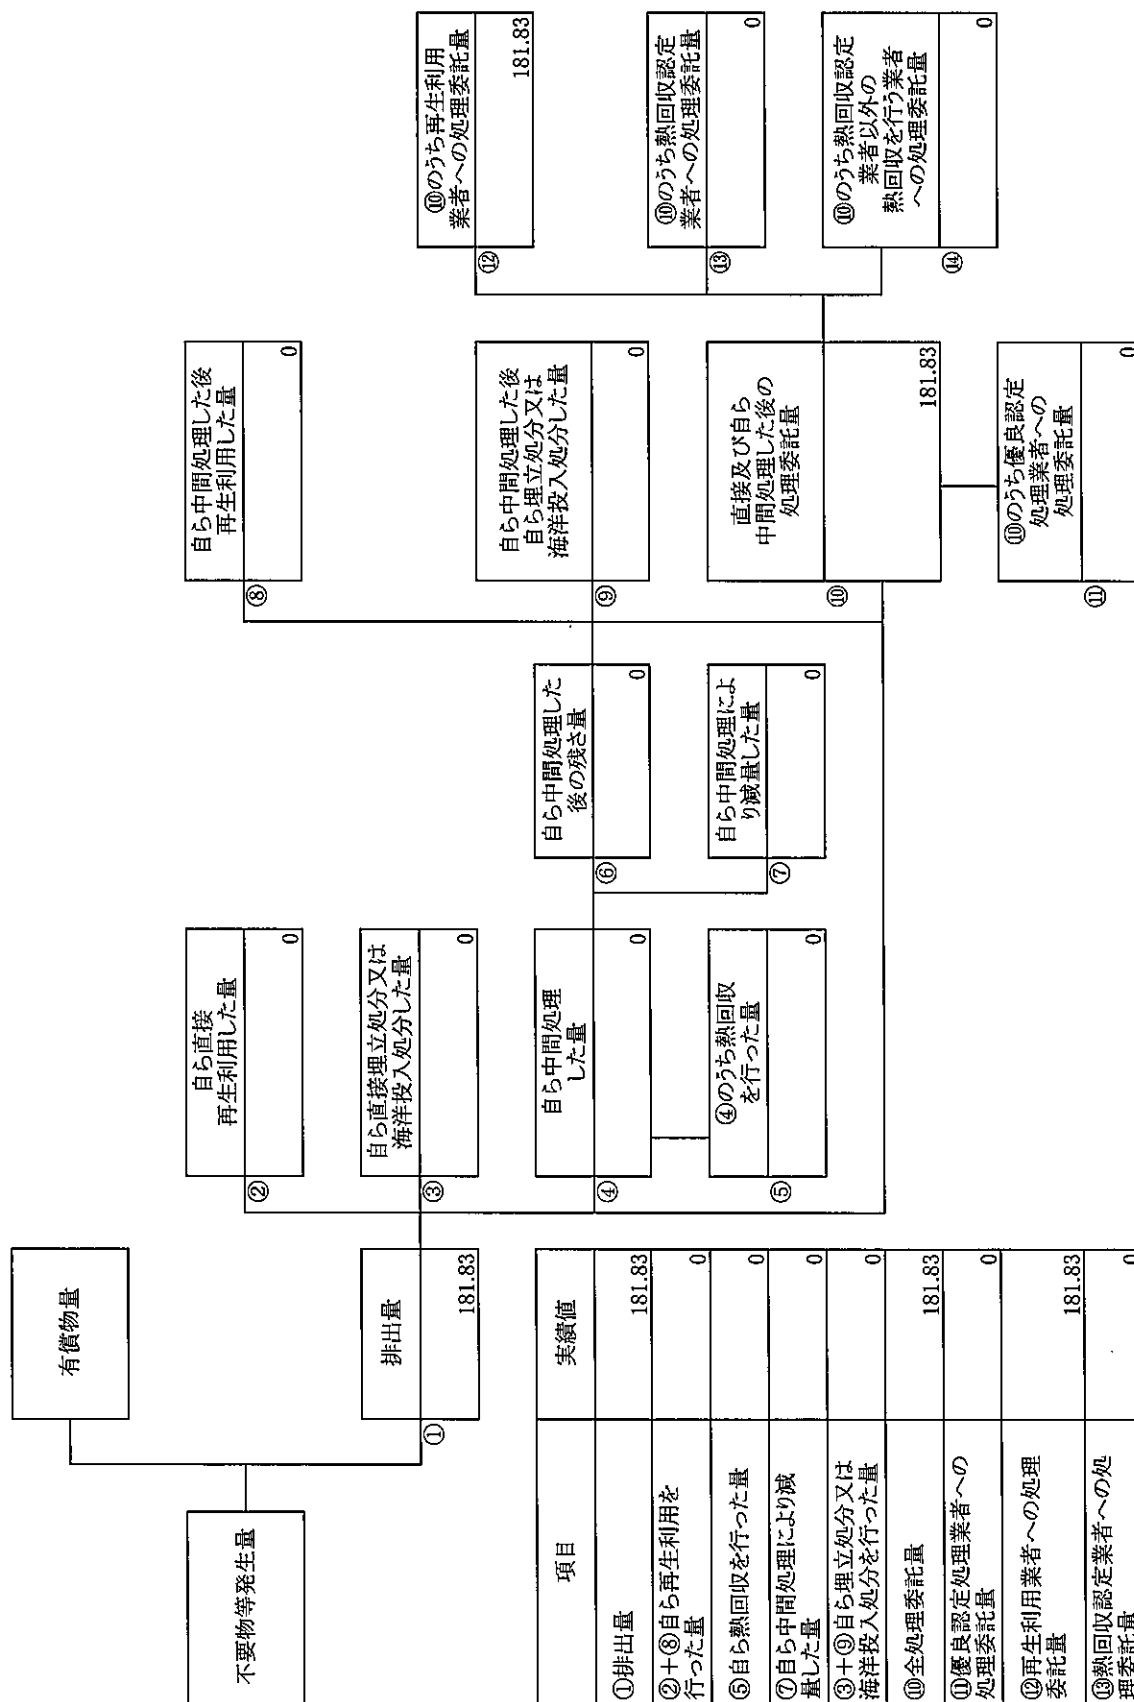 不要物等発生量
有償物量
排出量
①
181.83
自ら直接
再生利用した量
②
0
自ら直接埋立処分又は
海洋投入処分した量
③
0
自ら中間処理
した量
④
0
④のうち熱回収
を行った量
⑤
0
自ら中間処理した
後の残さ量
⑥
0
自ら中間処理によ
り減量した量
⑦
0
自ら中間処理した後
再生利用した量
⑧
0
自ら中間処理した後
自ら埋立処分又は
海洋投入処分した量
⑨
0
直接及び自ら
中間処理した後の
処理委託量
⑩
181.83
⑩のうち優良認定
処理業者への
処理委託量
⑪
0
⑩のうち再生利用
業者への処理委託量
⑫
181.83
⑩のうち熱回収認定
業者への処理委託量
⑬
0
⑩のうち熱回収認定
業者以外の
熱回収を行う業者
への処理委託量
⑭
0
項目 実績値
①排出量 181.83
②+⑧自ら再生利用を
行った量 0
⑤自ら熱回収を行った量 0
⑦自ら中間処理により減
量した量 0
③+⑨自ら埋立処分又は
海洋投入処分を行った量 0
⑩全処理委託量 181.83
⑪優良認定処理業者への
処理委託量 0
⑫再生利用業者への処理
委託量 181.83
⑬熱回収認定業者への処
理委託量 0